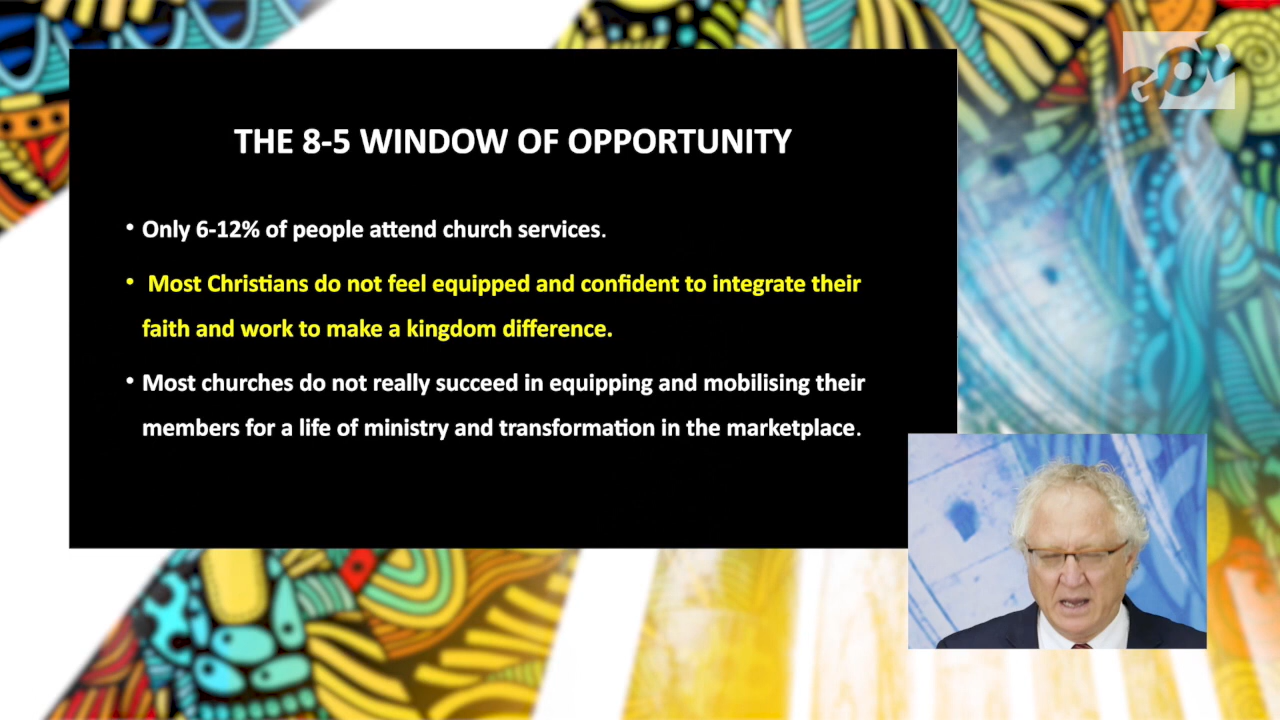 THE 8-5 WINDOW OF OPPORTUNITY
• Only 6-12% of people attend church services.
• Most Christians do not feel equipped and confident to integrate their
faith and work to make a kingdom difference.
• Most churches do not really succeed in equipping and mobilising their
members for a life of ministry and transformation in the marketplace.